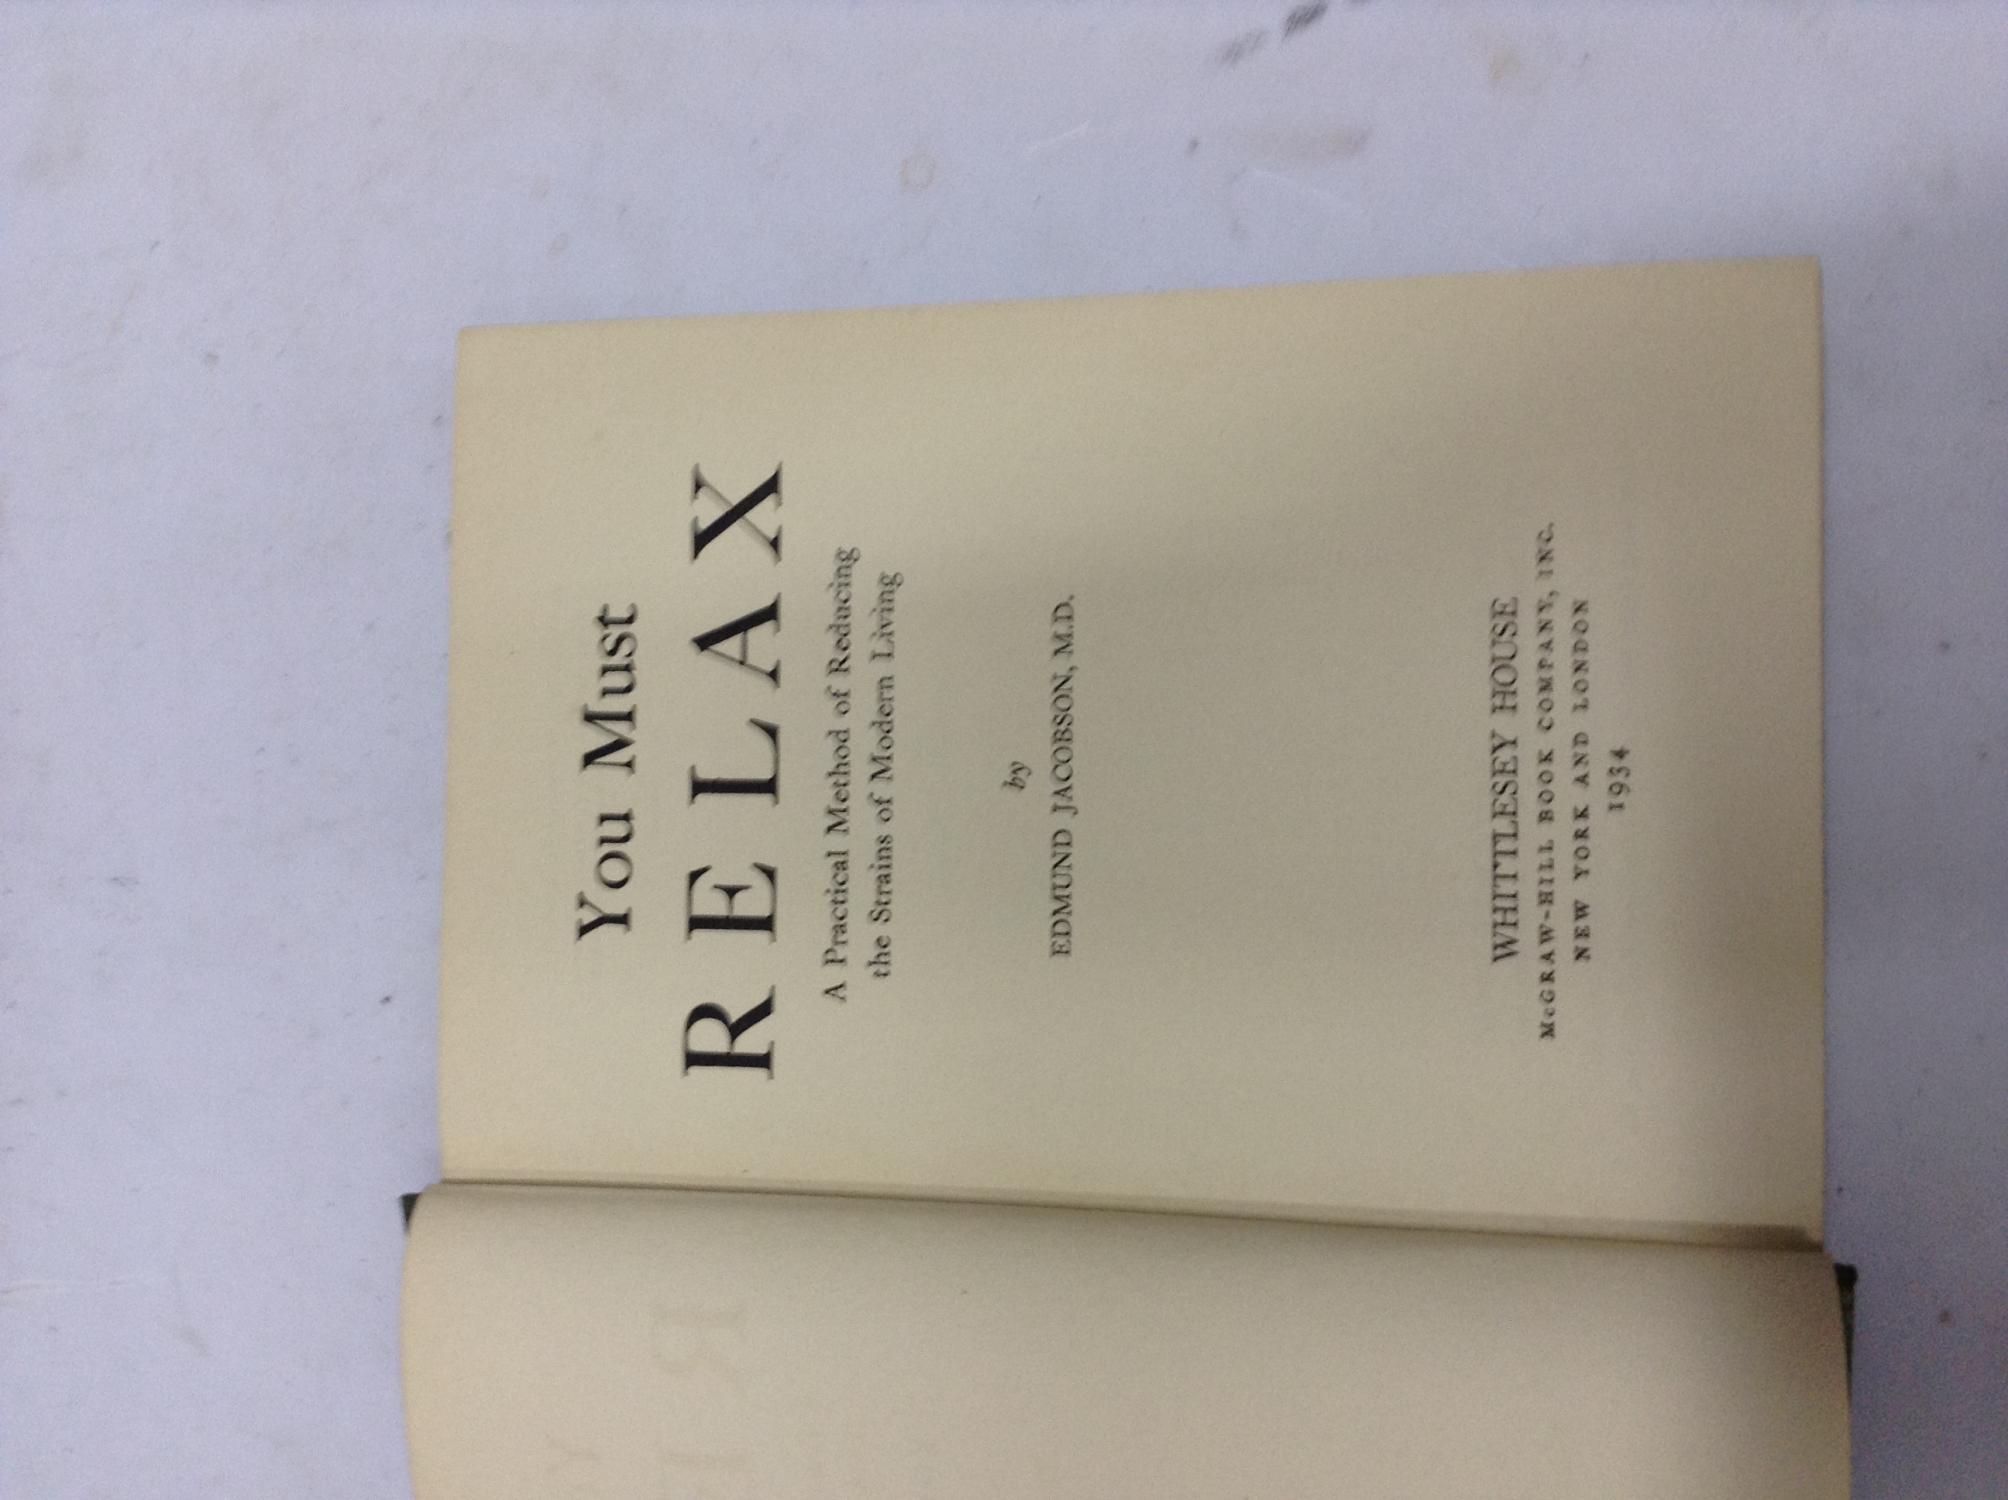 You Must
RELAX
A Practical Method of Reducing
the Strains of Modern Living
by
EDMUND JACOBSON, M.D.
WHITTLESEY HOUSE
McGRAW-HILL BOOK COMPANY, INC.
NEW YORK AND LONDON
1934